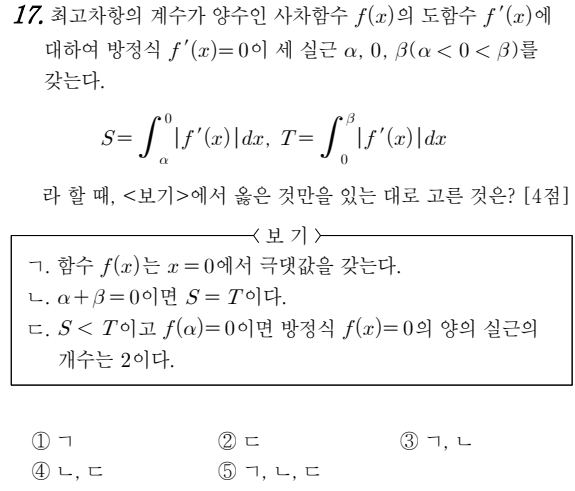 17. 최고차항의 계수가 양수인 사차함수 f(x)의 도함수 f′(x)에
대하여 방정식 f′(x)=0이 세 실근 α, 0, β(α<0<β)를
갖는다.
S=∫_α^0 |f′(x)|dx, T=∫_0^β |f′(x)|dx
라 할 때, <보기>에서 옳은 것만을 있는 대로 고른 것은? [4점]
〈보 기〉
ㄱ. 함수 f(x)는 x=0에서 극댓값을 갖는다.
ㄴ. α+β=0이면 S=T이다.
ㄷ. S<T이고 f(α)=0이면 방정식 f(x)=0의 양의 실근의
개수는 2이다.
① ㄱ ② ㄷ ③ ㄱ, ㄴ
④ ㄴ, ㄷ ⑤ ㄱ, ㄴ, ㄷ